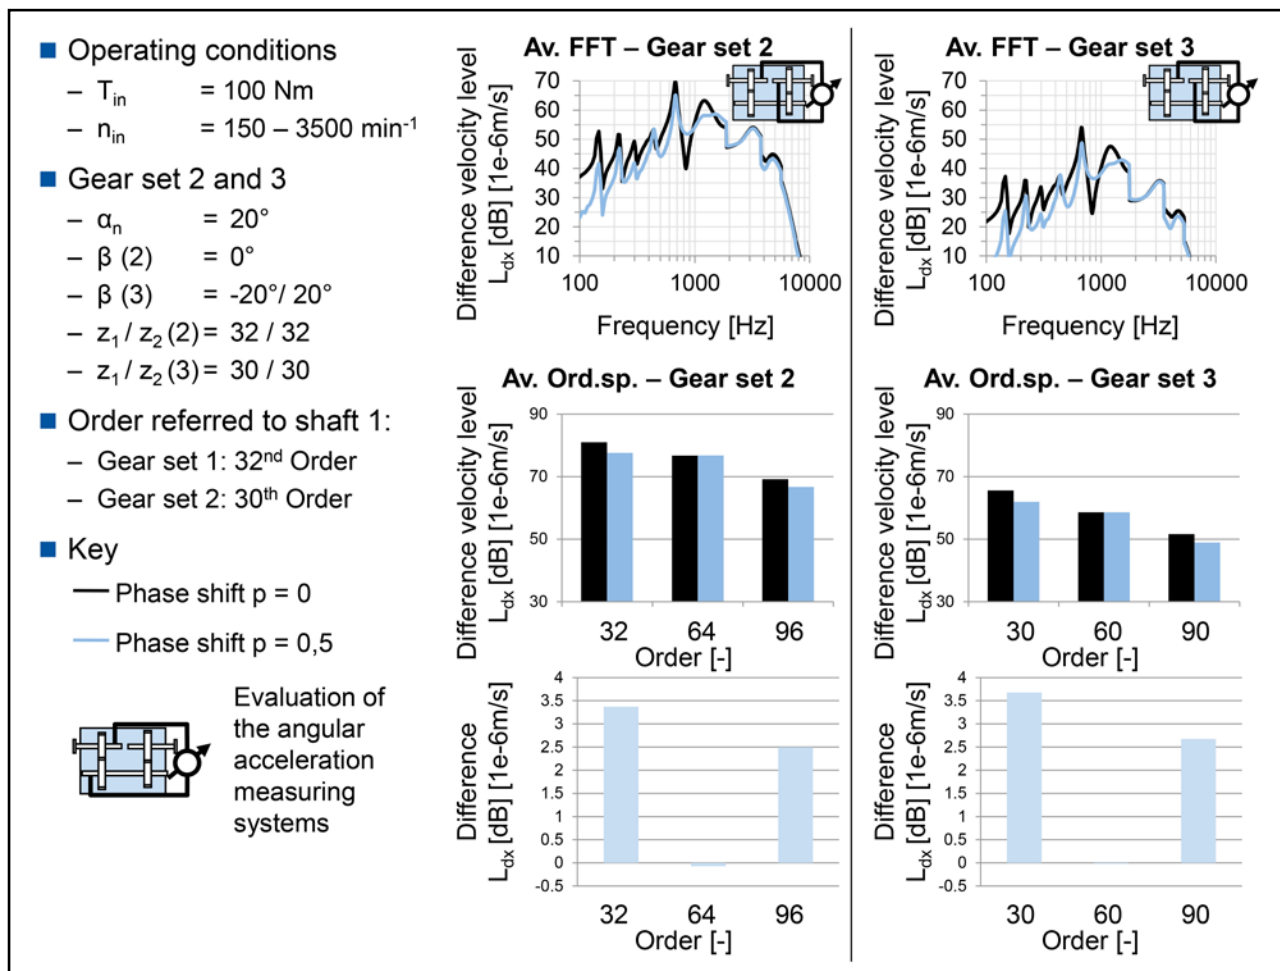 ■ Operating conditions
– T_in = 100 Nm
– n_in = 150 – 3500 min⁻¹
■ Gear set 2 and 3
– α_n = 20°
– β (2) = 0°
– β (3) = -20°/ 20°
– z₁ / z₂ (2) = 32 / 32
– z₁ / z₂ (3) = 30 / 30
■ Order referred to shaft 1:
– Gear set 1: 32nd Order
– Gear set 2: 30th Order
■ Key
Phase shift p = 0
Phase shift p = 0,5
Evaluation of
the angular
acceleration
measuring
systems
Av. FFT – Gear set 2
Difference velocity level
L_dx [dB] [1e-6m/s]
70
60
50
40
30
20
10
100 1000 10000
Frequency [Hz]
Av. FFT – Gear set 3
Difference velocity level
L_dx [dB] [1e-6m/s]
70
60
50
40
30
20
10
100 1000 10000
Frequency [Hz]
Av. Ord.sp. – Gear set 2
Difference velocity level
L_dx [dB] [1e-6m/s]
90
70
50
30
32 64 96
Order [-]
Av. Ord.sp. – Gear set 3
Difference velocity level
L_dx [dB] [1e-6m/s]
90
70
50
30
30 60 90
Order [-]
Difference
L_dx [dB] [1e-6m/s]
4
3.5
3
2.5
2
1.5
1
0.5
0
-0.5
32 64 96
Order [-]
Difference
L_dx [dB] [1e-6m/s]
4
3.5
3
2.5
2
1.5
1
0.5
0
-0.5
30 60 90
Order [-]